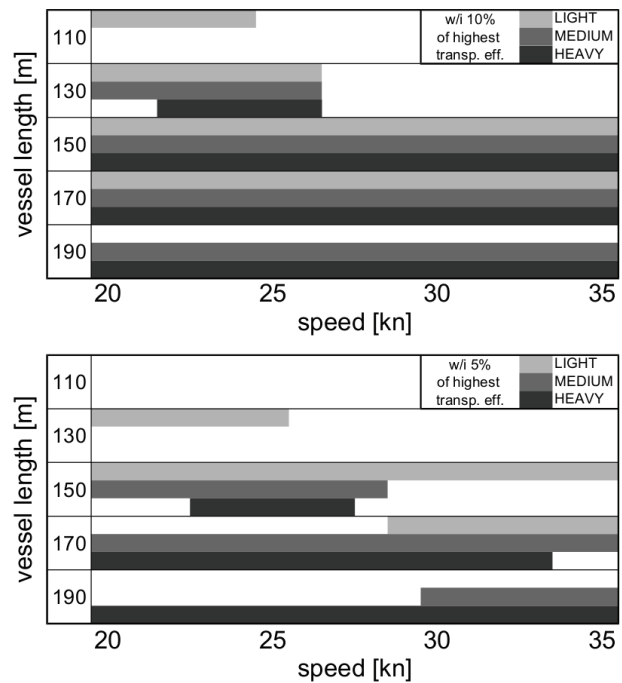 w/i 10%
of highest
transp. eff.
LIGHT
MEDIUM
HEAVY
vessel length [m]
110
130
150
170
190
20 25 30 35
speed [kn]
w/i 5%
of highest
transp. eff.
LIGHT
MEDIUM
HEAVY
vessel length [m]
110
130
150
170
190
20 25 30 35
speed [kn]